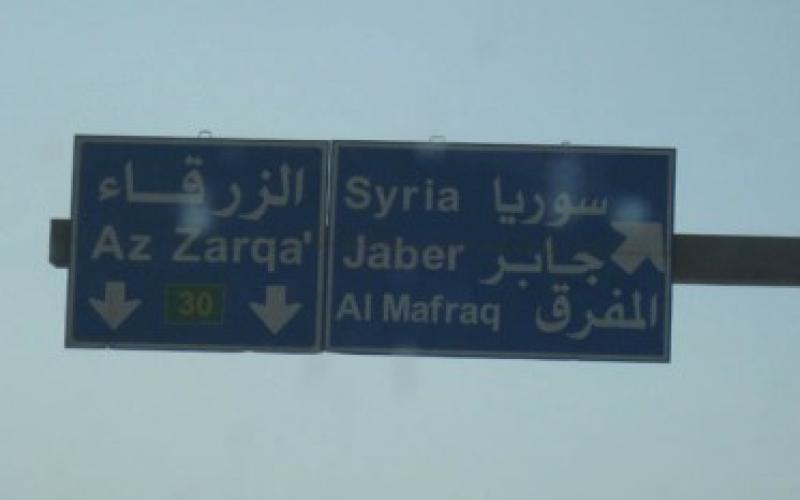 الزرقاء
Az Zarqa'
30
Syria سوريا
Jaber جابر
Al Mafraq المفرق